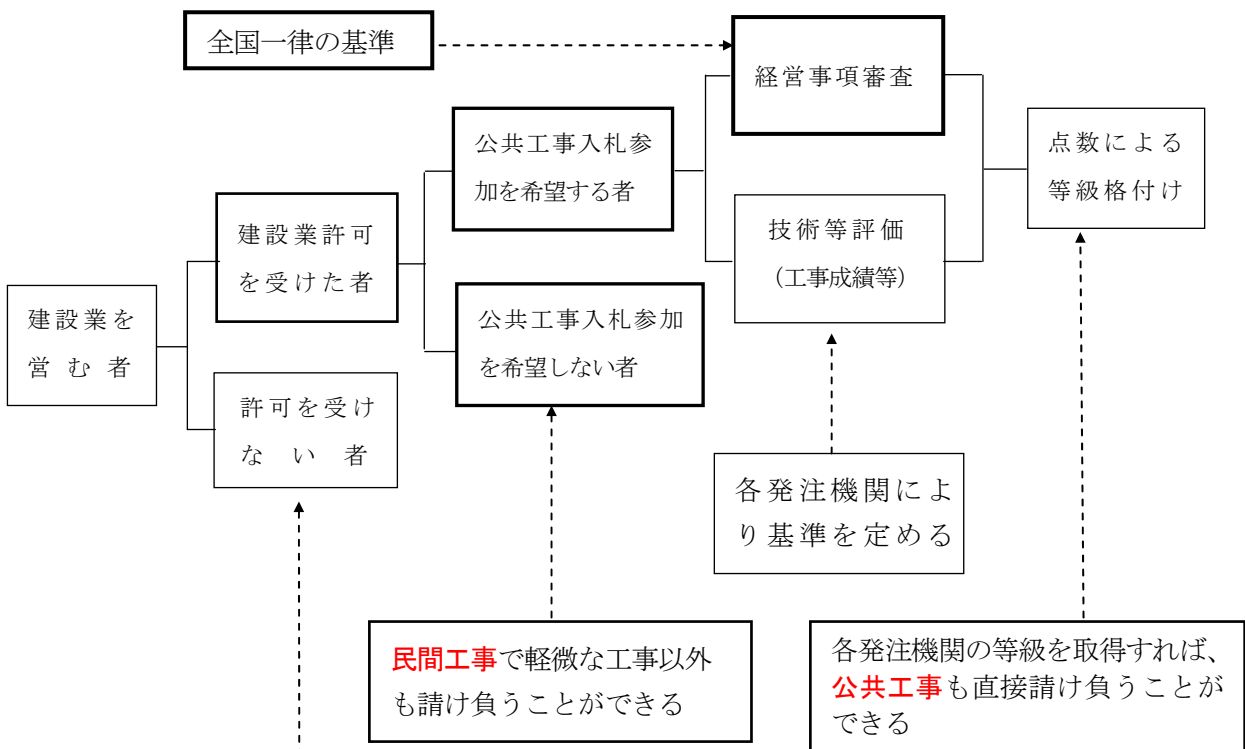 全国一律の基準
経営事項審査
公共工事入札参
加を希望する者
点数による
等級格付け
建設業許可
を受けた者
技術等評価
（工事成績等）
建設業を
営む者
公共工事入札参加
を希望しない者
許可を受け
ない者
各発注機関によ
り基準を定める
民間工事で軽微な工事以外
も請け負うことができる
各発注機関の等級を取得すれば、
公共工事も直接請け負うことが
できる